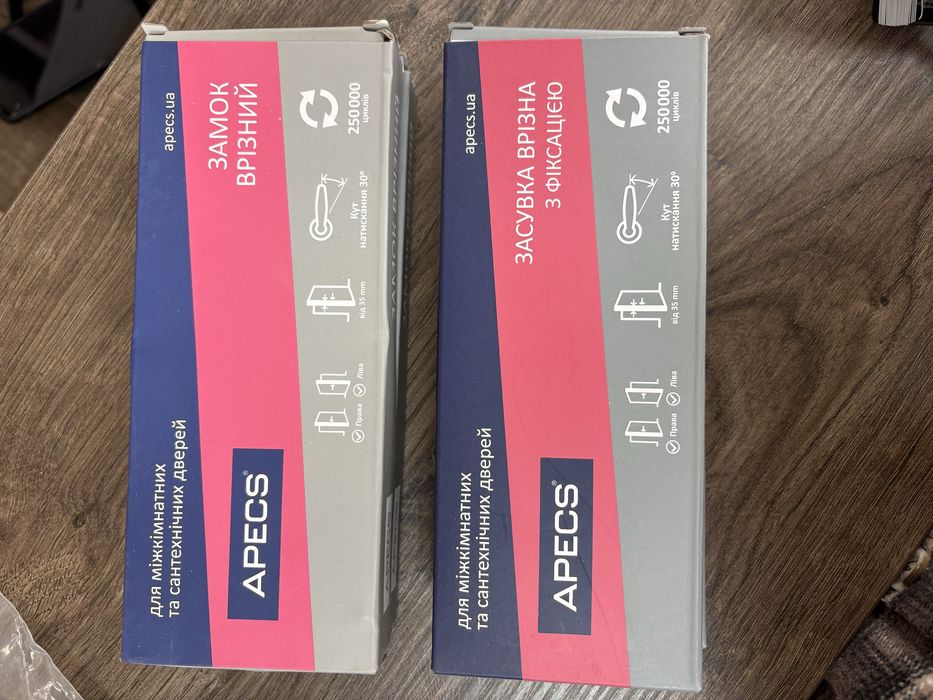 apecs.ua
ЗАМОК
ВРІЗНИЙ
250 000
циклів
Кут
натискання 30º
від 35 mm
Права
Ліва
для міжкімнатних
та сантехнічних дверей
APECS®
apecs.ua
ЗАСУВКА ВРІЗНА
З ФІКСАЦІЄЮ
250 000
циклів
Кут
натискання 30º
від 35 mm
Права
Ліва
для міжкімнатних
та сантехнічних дверей
APECS®